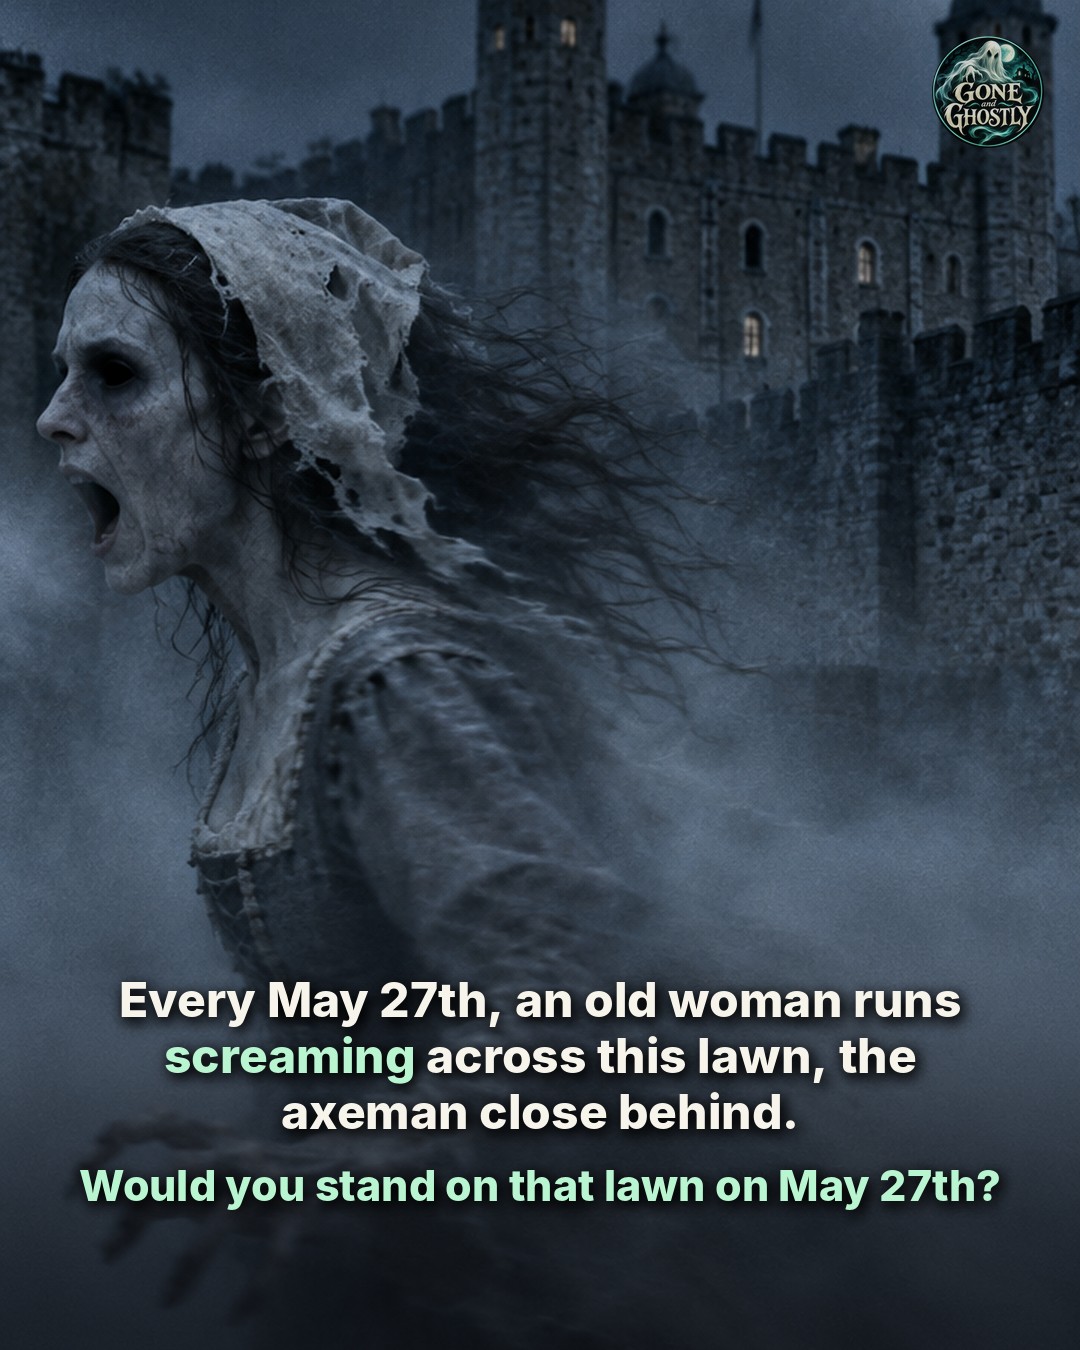 GONE
and
GHOSTLY
Every May 27th, an old woman runs
screaming across this lawn, the
axeman close behind.
Would you stand on that lawn on May 27th?